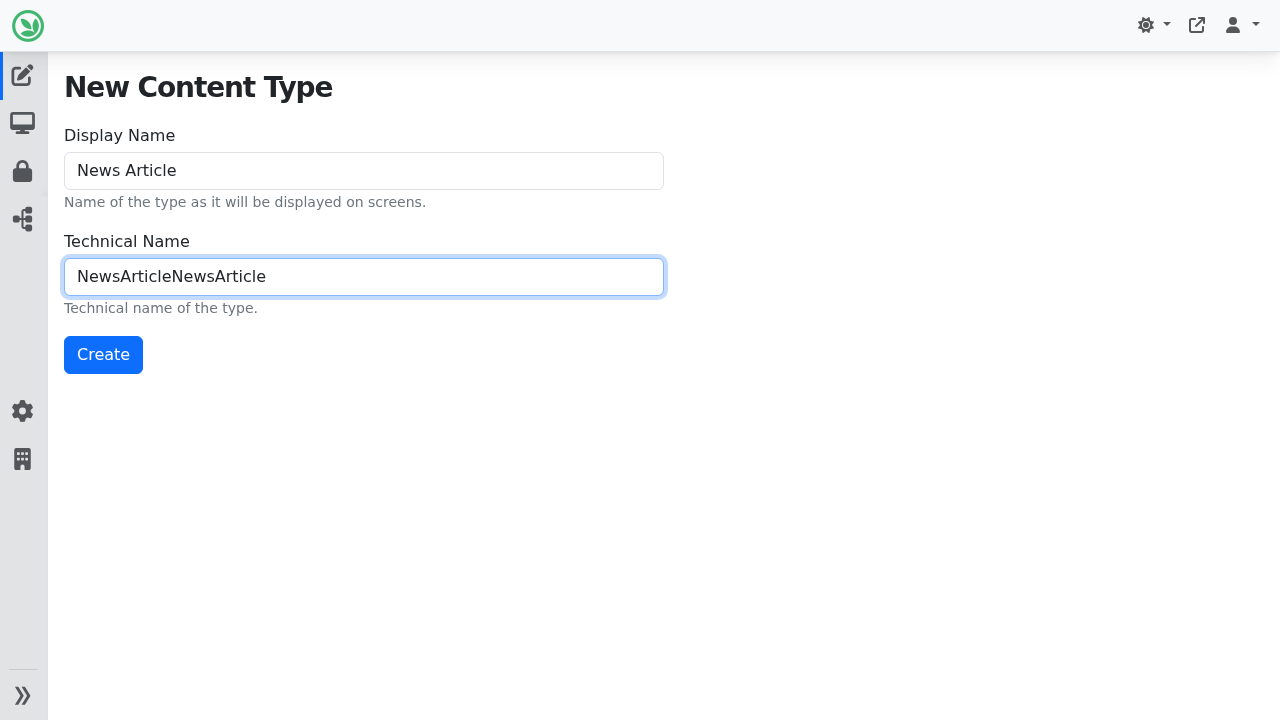 New Content Type
Display Name
News Article
Name of the type as it will be displayed on screens.
Technical Name
NewsArticleNewsArticle
Technical name of the type.
Create